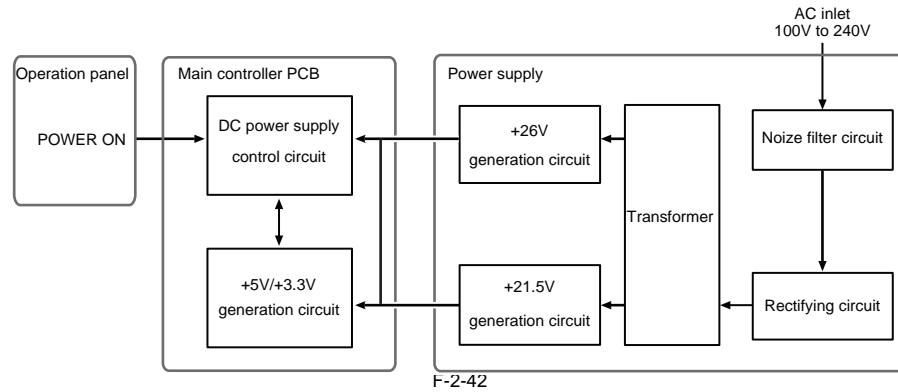 AC inlet
100V to 240V
Operation panel
Main controller PCB
Power supply
POWER ON
DC power supply
control circuit
+26V
generation circuit
Noize filter circuit
Transformer
+5V/+3.3V
generation circuit
+21.5V
generation circuit
Rectifying circuit
F-2-42